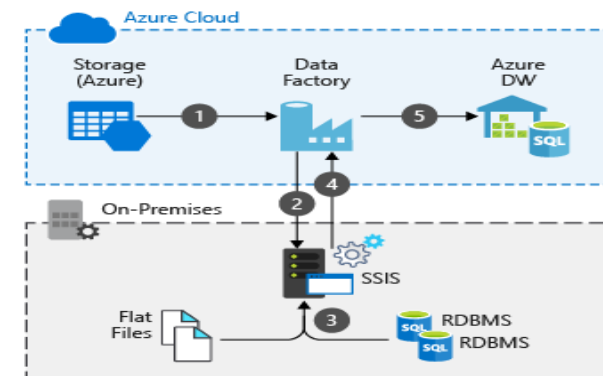 Azure Cloud
Storage
(Azure)
Data
Factory
Azure
DW
1
5
SQL
2
4
On-Premises
SSIS
Flat
Files
3
SQL
RDBMS
SQL
RDBMS